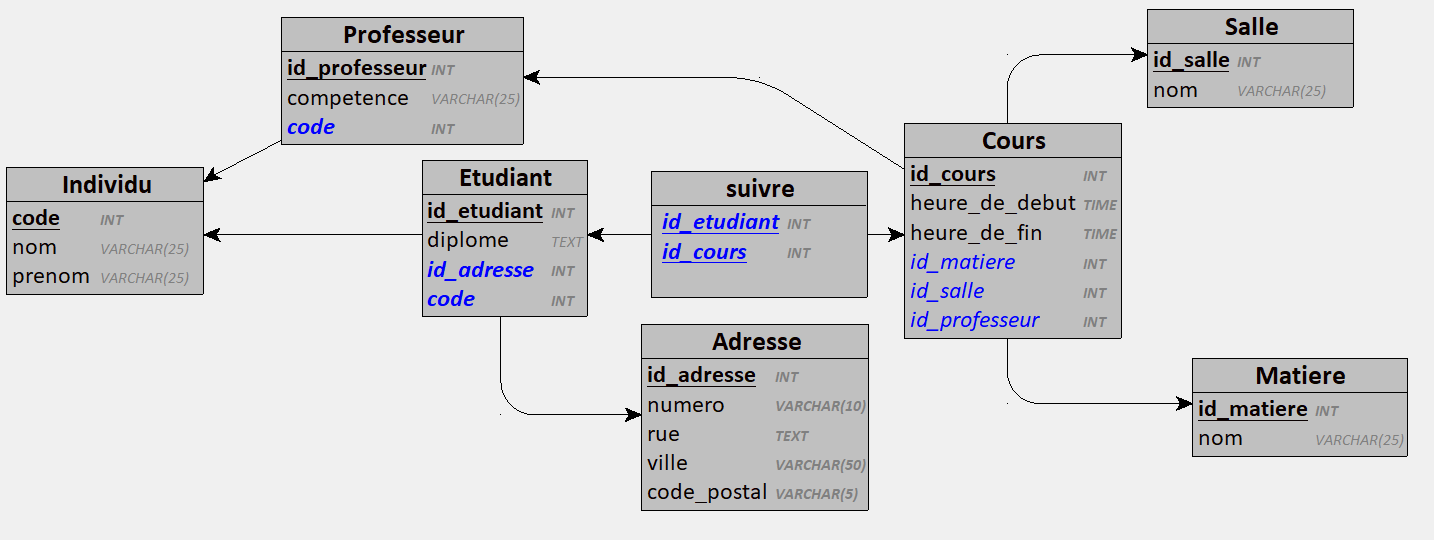 Professeur
id_professeur INT
competence VARCHAR(25)
code INT
Salle
id_salle INT
nom VARCHAR(25)
Individu
code INT
nom VARCHAR(25)
prenom VARCHAR(25)
Etudiant
id_etudiant INT
diplome TEXT
id_adresse INT
code INT
suivre
id_etudiant INT
id_cours INT
Cours
id_cours INT
heure_de_debut TIME
heure_de_fin TIME
id_matiere INT
id_salle INT
id_professeur INT
Adresse
id_adresse INT
numero VARCHAR(10)
rue TEXT
ville VARCHAR(50)
code_postal VARCHAR(5)
Matiere
id_matiere INT
nom VARCHAR(25)